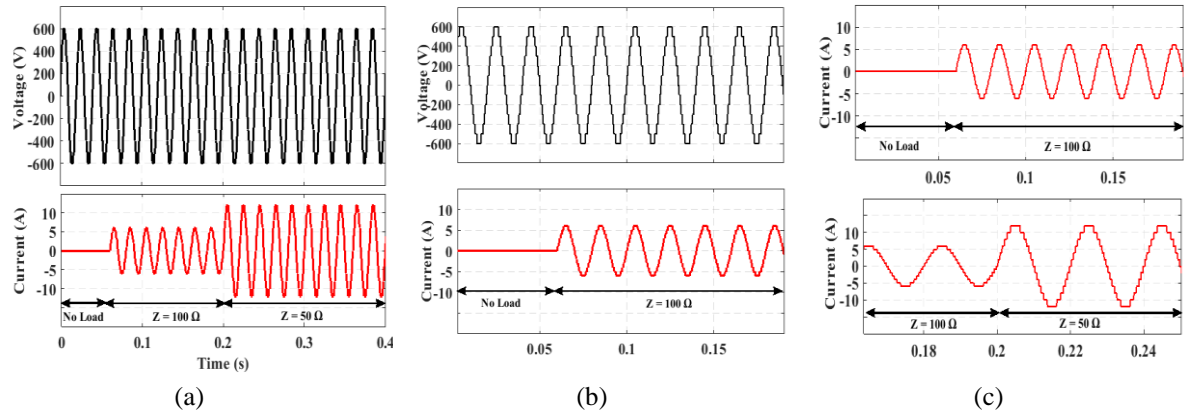 600
400
200
0
-200
-400
-600
Voltage (V)
10
5
0
-5
-10
Current (A)
No Load
Z = 100 Ω
Z = 50 Ω
0
0.1
0.2
0.3
0.4
Time (s)
(a)
600
400
200
0
-200
-400
-600
Voltage (V)
15
10
5
0
-5
-10
Current (A)
No Load
Z = 100 Ω
0.05
0.1
0.15
(b)
15
10
5
0
-5
-10
Current (A)
No Load
Z = 100 Ω
0.05
0.1
0.15
15
10
5
0
-5
-10
Current (A)
Z = 100 Ω
Z = 50 Ω
0.18
0.2
0.22
0.24
(c)